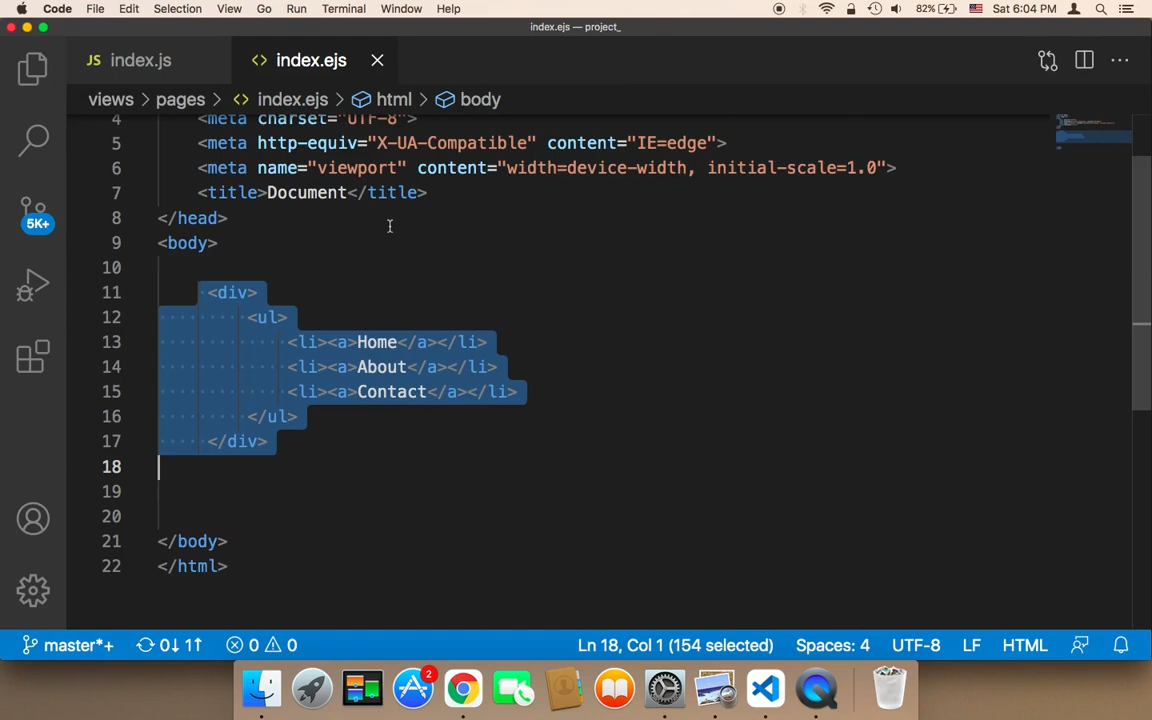 Code File Edit Selection View Go Run Terminal Window Help 82% Sat 6:04 PM
index.ejs — project_
JS index.js <> index.ejs
views > pages > <> index.ejs > html > body
4 <meta charset="UTF-8">
5 <meta http-equiv="X-UA-Compatible" content="IE=edge">
6 <meta name="viewport" content="width=device-width, initial-scale=1.0">
7 <title>Document</title>
8 </head>
9 <body>
10
11 <div>
12 <ul>
13 <li><a>Home</a></li>
14 <li><a>About</a></li>
15 <li><a>Contact</a></li>
16 </ul>
17 </div>
18
19
20
21 </body>
22 </html>
5K+
master*+ 0↓ 1↑ 0 0 Ln 18, Col 1 (154 selected) Spaces: 4 UTF-8 LF HTML
2